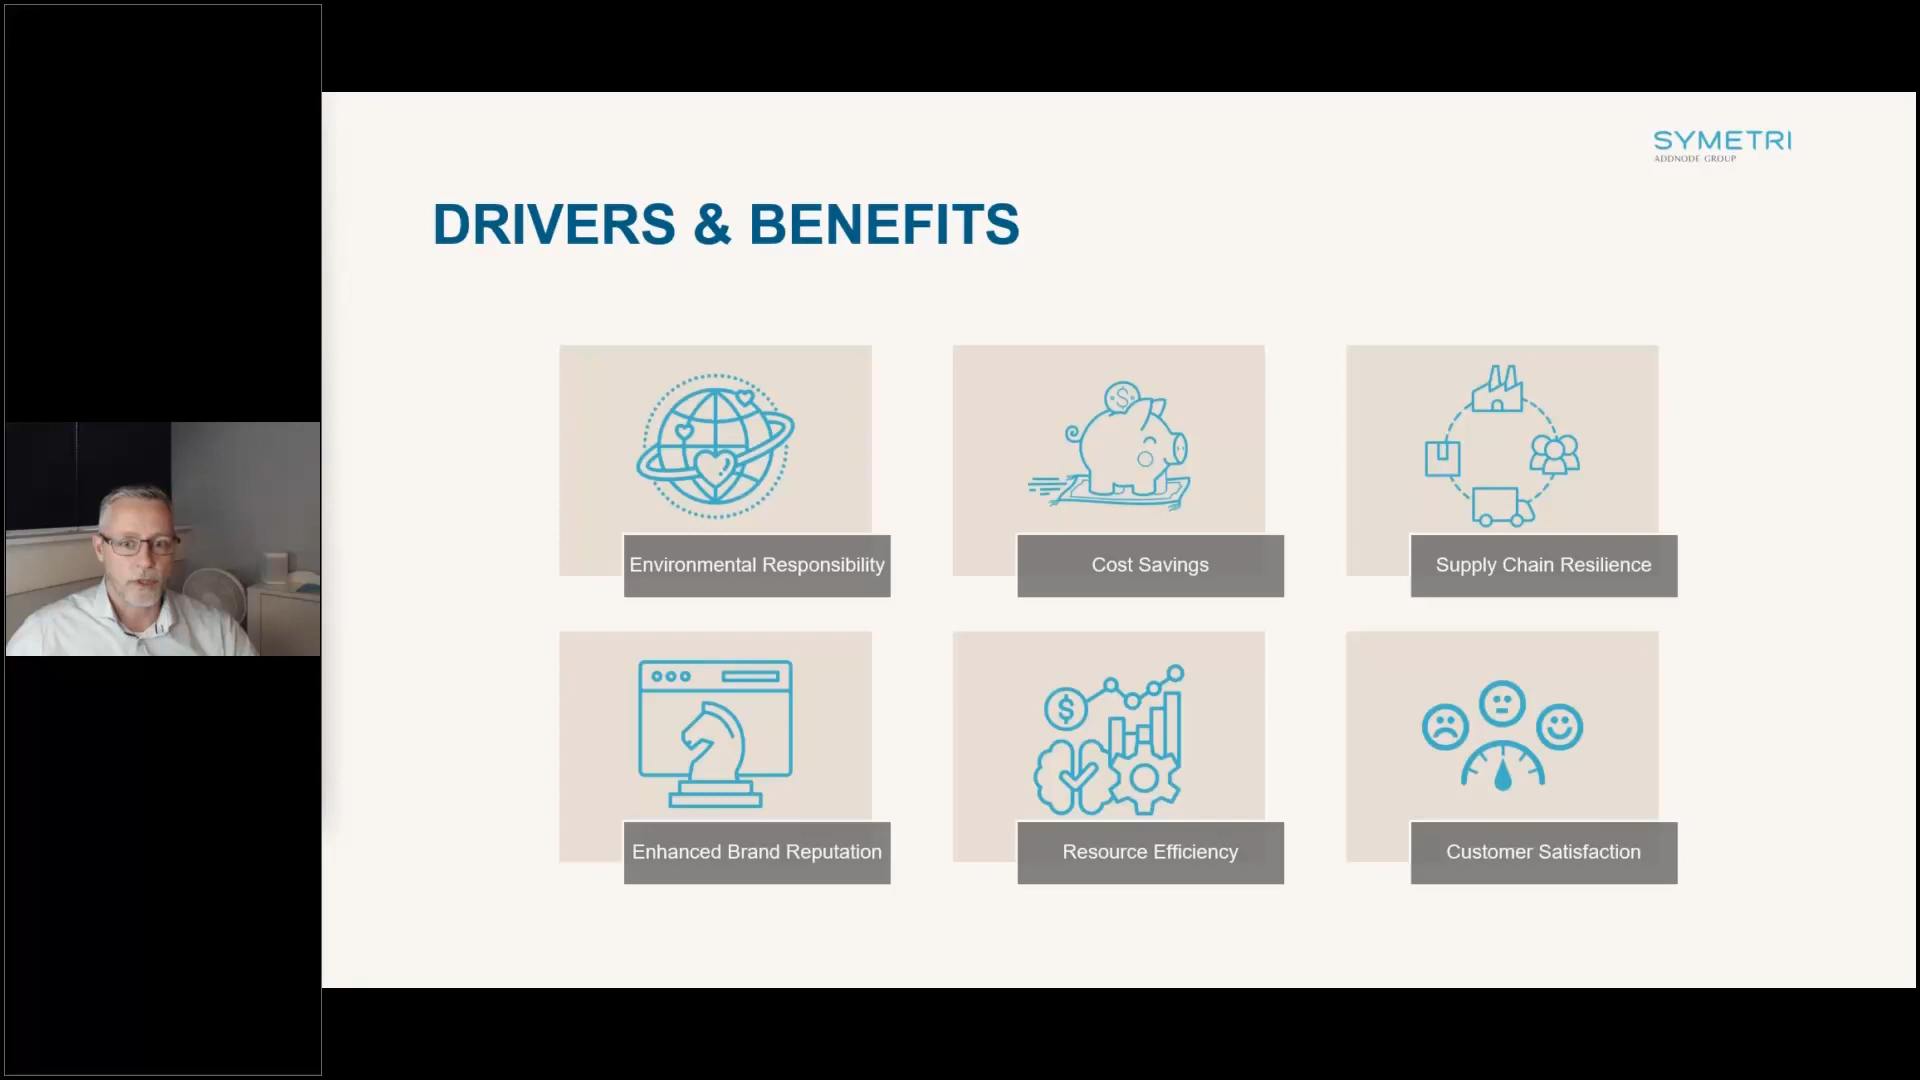 SYMETRI
ADDNODE GROUP
DRIVERS & BENEFITS
Environmental Responsibility
Cost Savings
Supply Chain Resilience
Enhanced Brand Reputation
Resource Efficiency
Customer Satisfaction